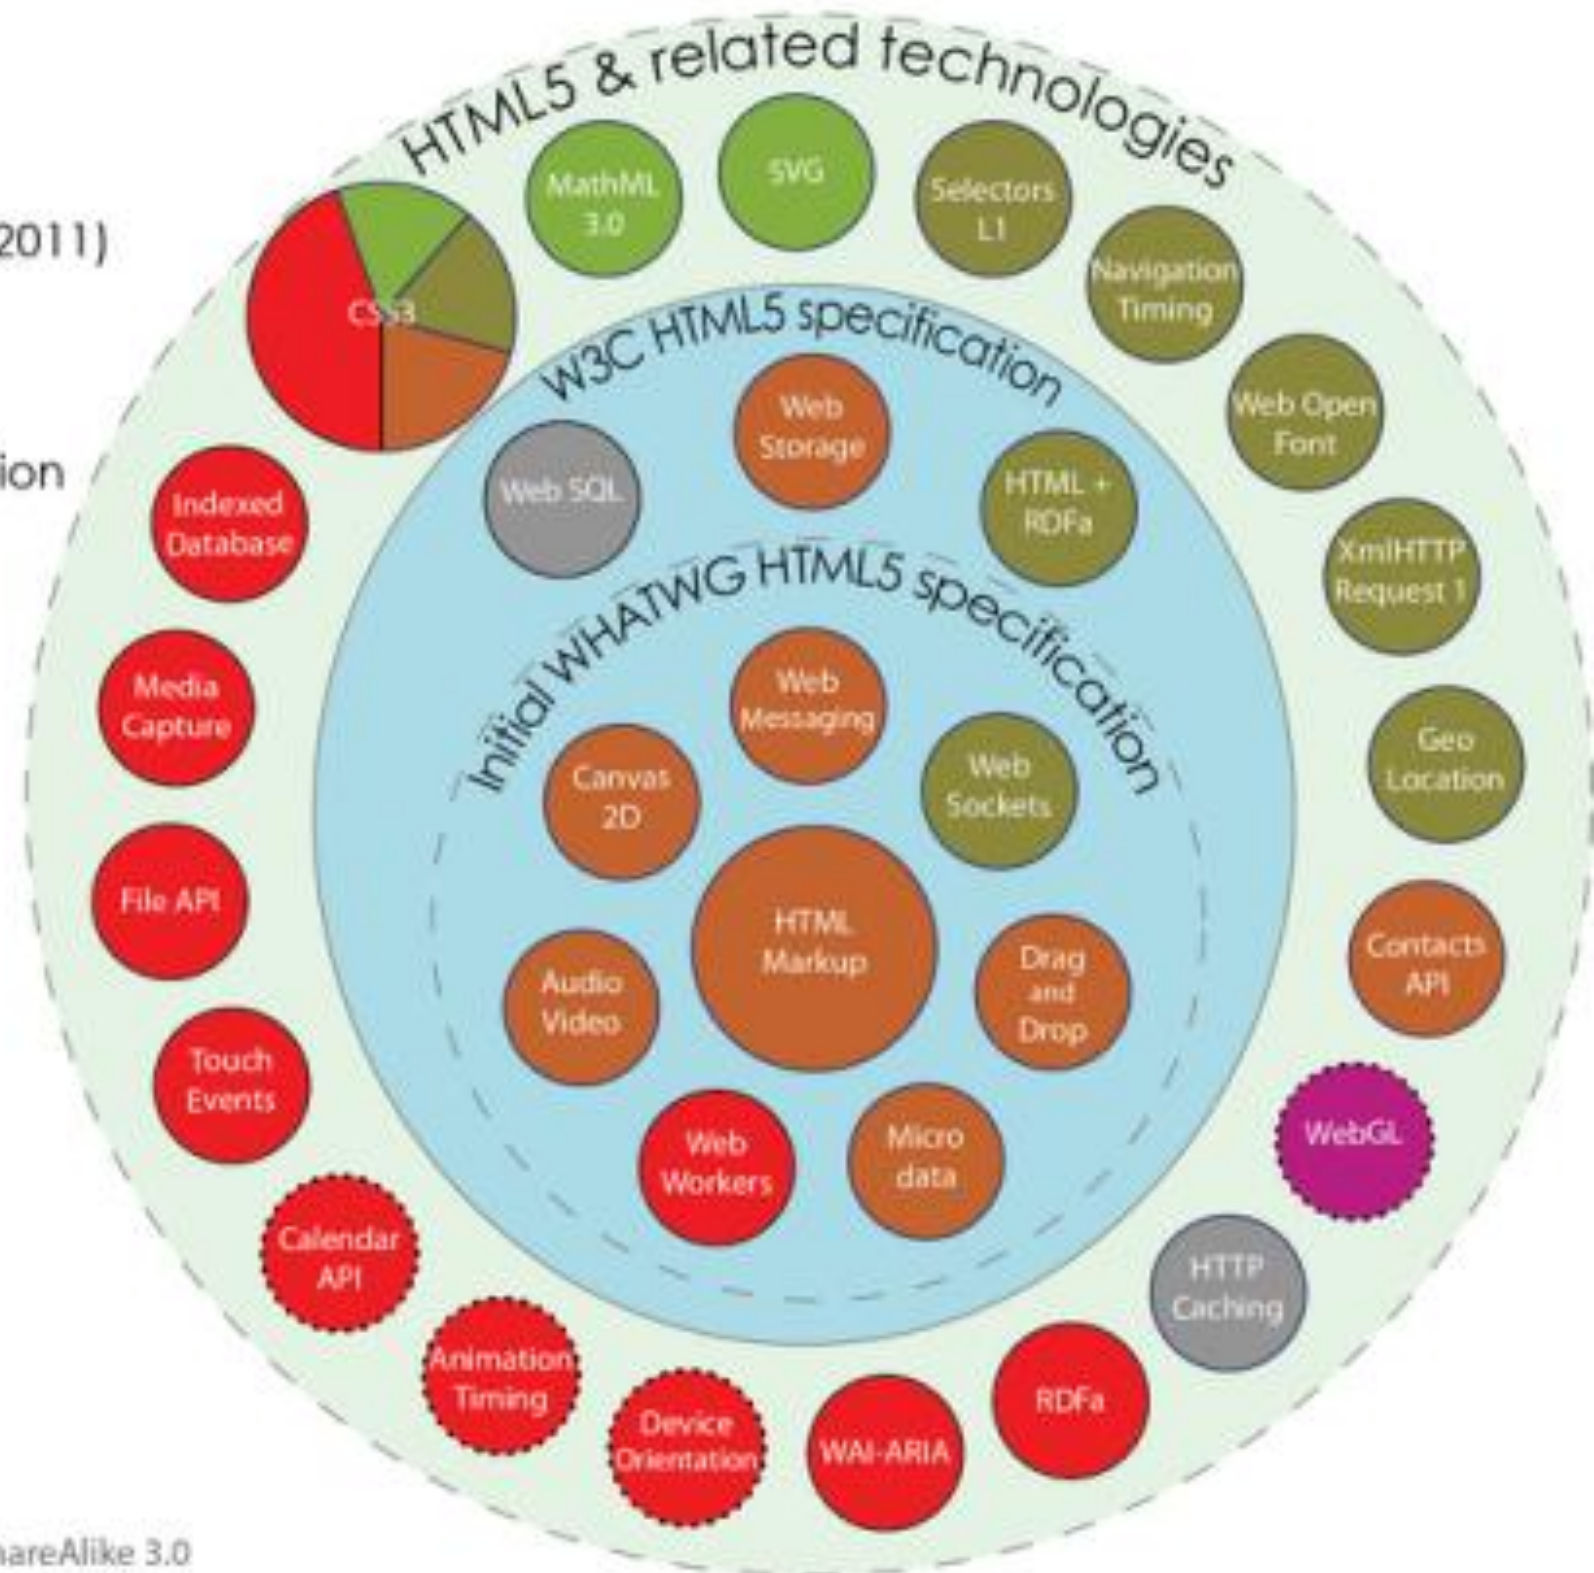 HTML5 & related technologies
2011)
ion
MathML
3.0
SVG
Selectors
L1
Navigation
Timing
Web Open
Font
XmlHTTP
Request 1
Geo
Location
Contacts
API
WebGL
HTTP
Caching
RDFa
WAI-ARIA
Device
Orientation
Animation
Timing
Calendar
API
Touch
Events
File API
Media
Capture
Indexed
Database
CSS3
W3C HTML5 specification
Web SQL
Web
Storage
HTML +
RDFa
Initial WHATWG HTML5 specification
Web
Messaging
Canvas
2D
Web
Sockets
HTML
Markup
Audio
Video
Drag
and
Drop
Web
Workers
Micro
data
hareAlike 3.0